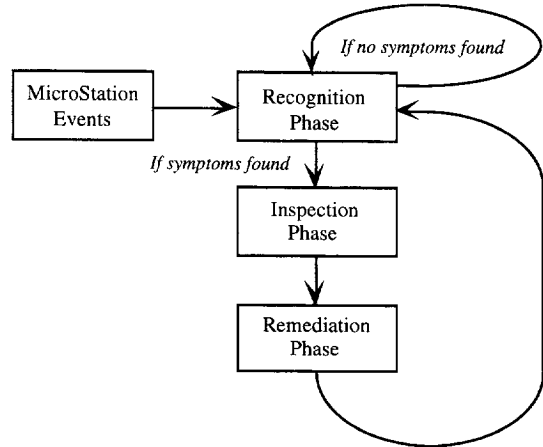 If no symptoms found
MicroStation
Events
Recognition
Phase
If symptoms found
Inspection
Phase
Remediation
Phase